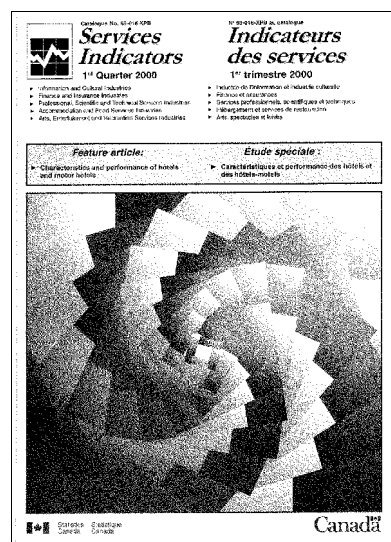 Catalogue No. 63-016-XPB
Services
Indicators
1st Quarter 2000
Information and Cultural Industries
Finance and Insurance Industries
Professional, Scientific and Technical Services Industries
Accommodation and Food Services Industries
Arts, Entertainment and Recreation Services Industries
N° 63-016-XPB au catalogue
Indicateurs
des services
1er trimestre 2000
Industrie de l'information et industrie culturelle
Finance et assurances
Services professionnels, scientifiques et techniques
Hébergement et services de restauration
Arts, spectacles et loisirs
Feature article:
Characteristics and performance of hotels
and motor hotels
Étude spéciale :
Caractéristiques et performance des hôtels et
des hôtels-motels
Statistics Statistique
Canada Canada
Canada